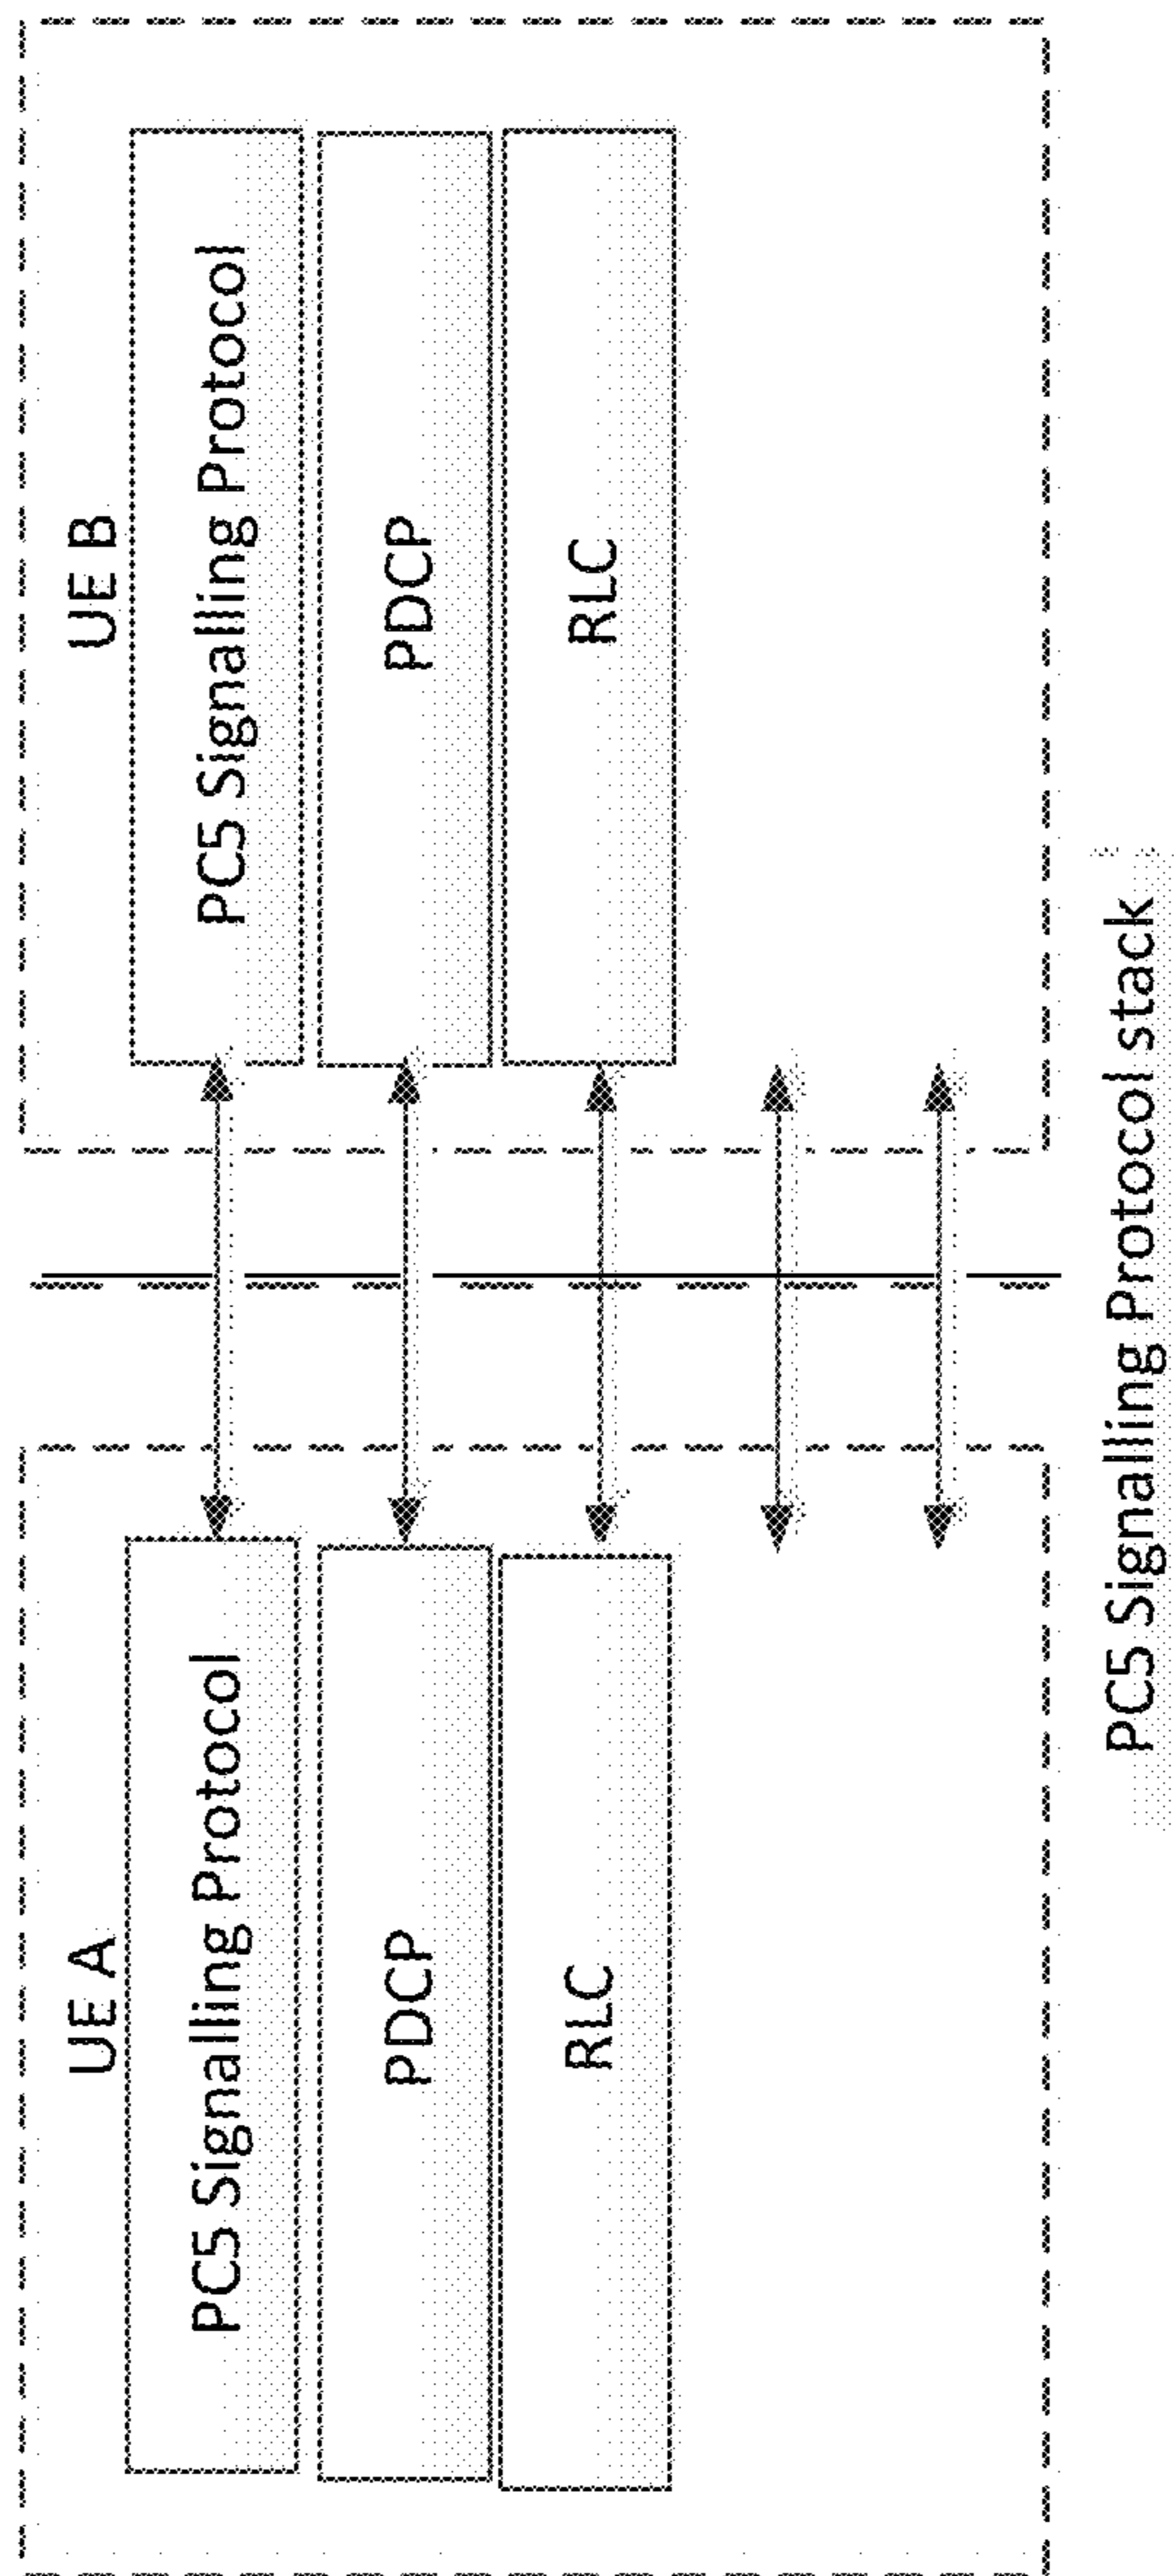 UE A
PC5 Signalling Protocol
PDCP
RLC
UE B
PC5 Signalling Protocol
PDCP
RLC
PC5 Signalling Protocol stack